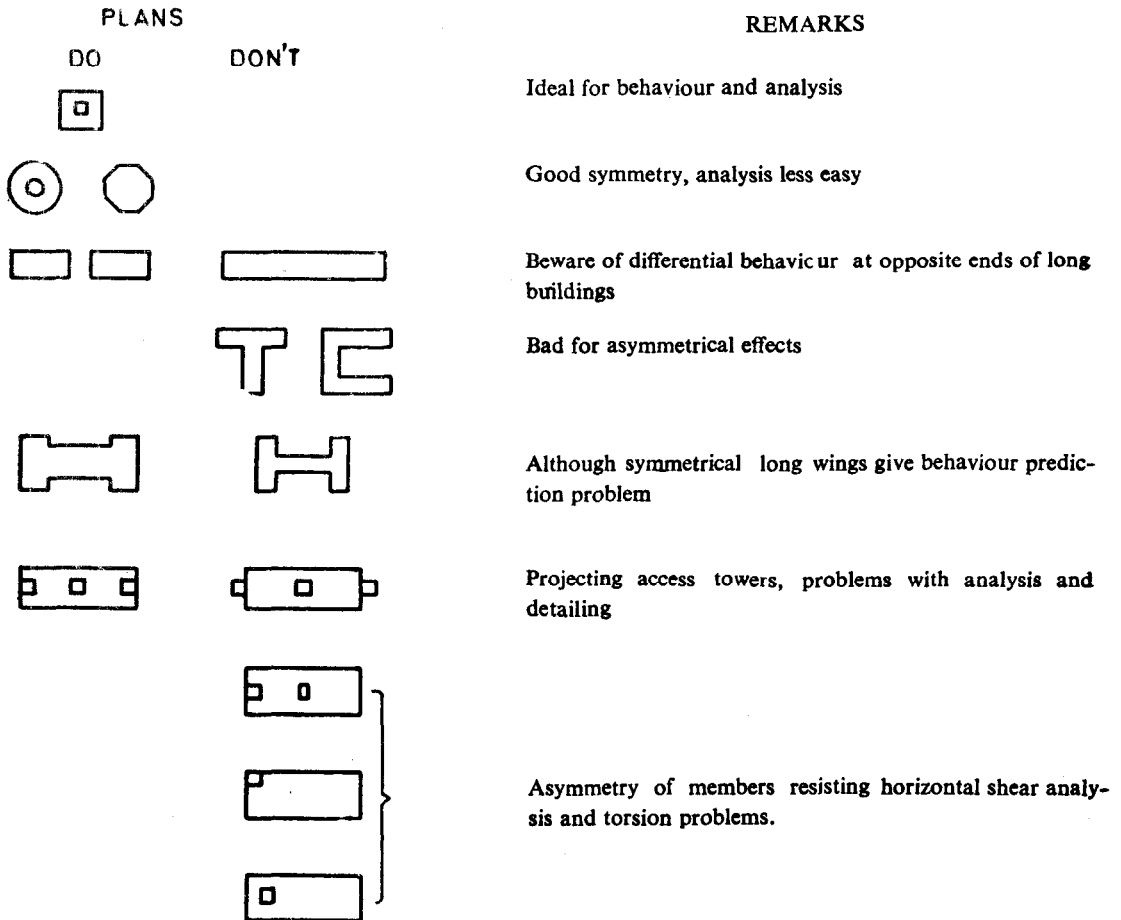 PLANS
REMARKS
DO
DON'T
Ideal for behaviour and analysis
Good symmetry, analysis less easy
Beware of differential behavic ur at opposite ends of long
buildings
Bad for asymmetrical effects
Although symmetrical long wings give behaviour predic-
tion problem
Projecting access towers, problems with analysis and
detailing
Asymmetry of members resisting horizontal shear analy-
sis and torsion problems.